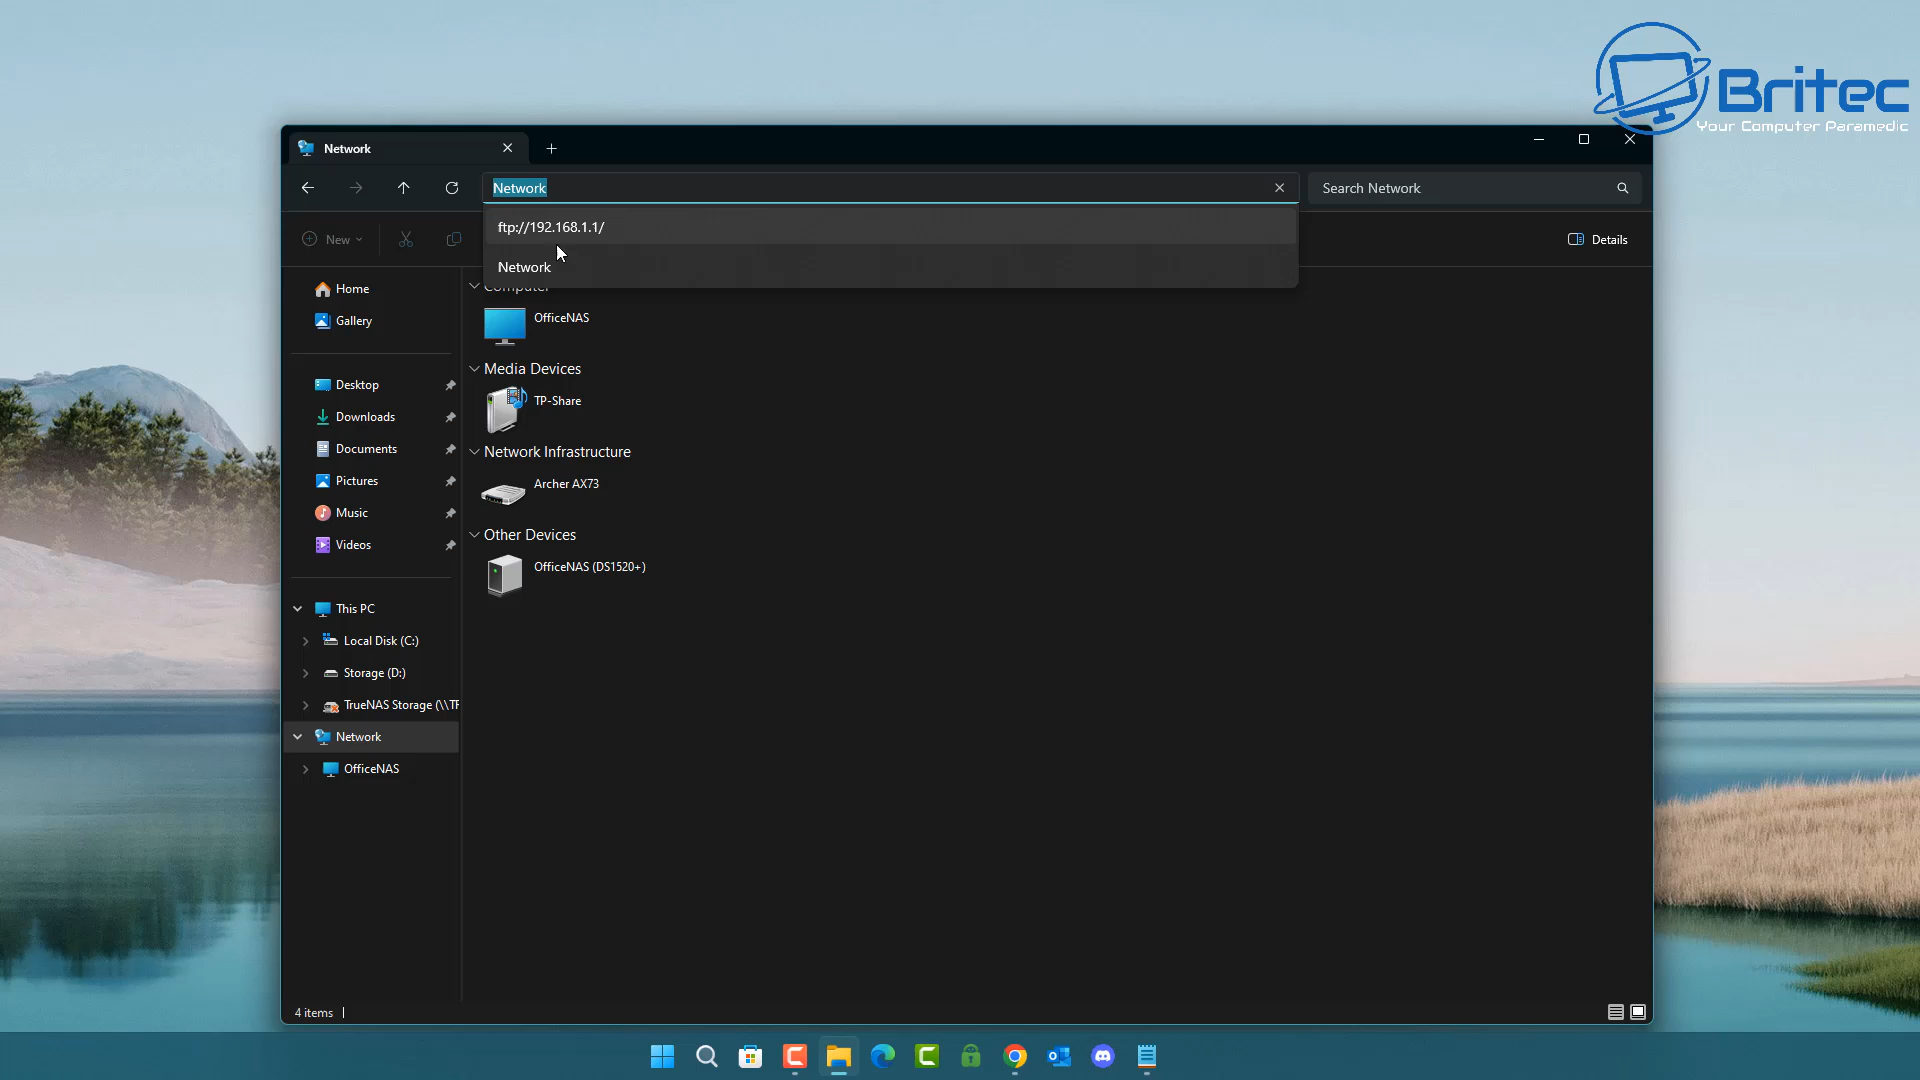 Britec
Your Computer Paramedic
Network
Network
Search Network
ftp://192.168.1.1/
Network
New
Details
Home
Gallery
Desktop
Downloads
Documents
Pictures
Music
Videos
This PC
Local Disk (C:)
Storage (D:)
TrueNAS Storage (\\TF
Network
OfficeNAS
Computer
OfficeNAS
Media Devices
TP-Share
Network Infrastructure
Archer AX73
Other Devices
OfficeNAS (DS1520+)
4 items